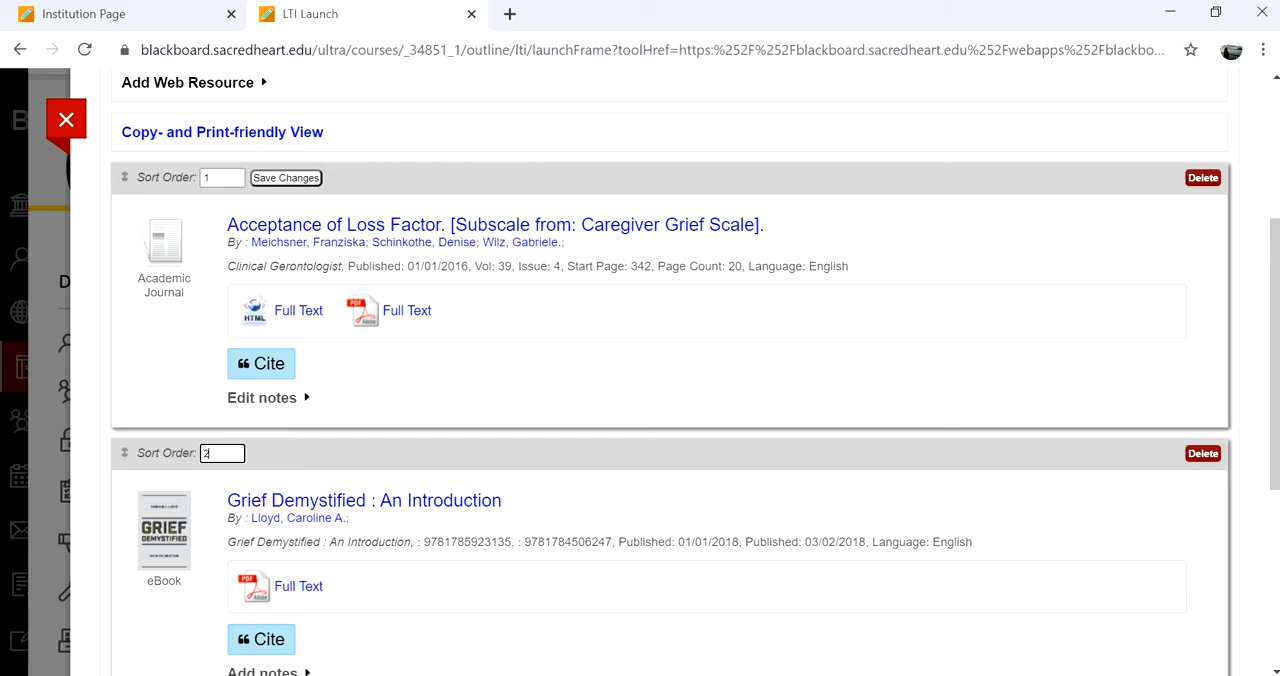 Institution Page
LTI Launch
blackboard.sacredheart.edu/ultra/courses/_34851_1/outline/lti/launchFrame?toolHref=https:%252F%252Fblackboard.sacredheart.edu%252Fwebapps%252Fblackbo...
Add Web Resource
Copy- and Print-friendly View
Sort Order: 1 Save Changes Delete
Acceptance of Loss Factor. [Subscale from: Caregiver Grief Scale].
By : Meichsner, Franziska; Schinkothe, Denise; Wilz, Gabriele.;
Clinical Gerontologist, Published: 01/01/2016, Vol: 39, Issue: 4, Start Page: 342, Page Count: 20, Language: English
Academic
Journal
HTML Full Text PDF Adobe Full Text
Cite
Edit notes
Sort Order: 2 Delete
Grief Demystified : An Introduction
By : Lloyd, Caroline A.;
Grief Demystified : An Introduction, : 9781785923135, : 9781784506247, Published: 01/01/2018, Published: 03/02/2018, Language: English
GRIEF
DEMYSTIFIED
eBook
PDF Adobe Full Text
Cite
Add notes